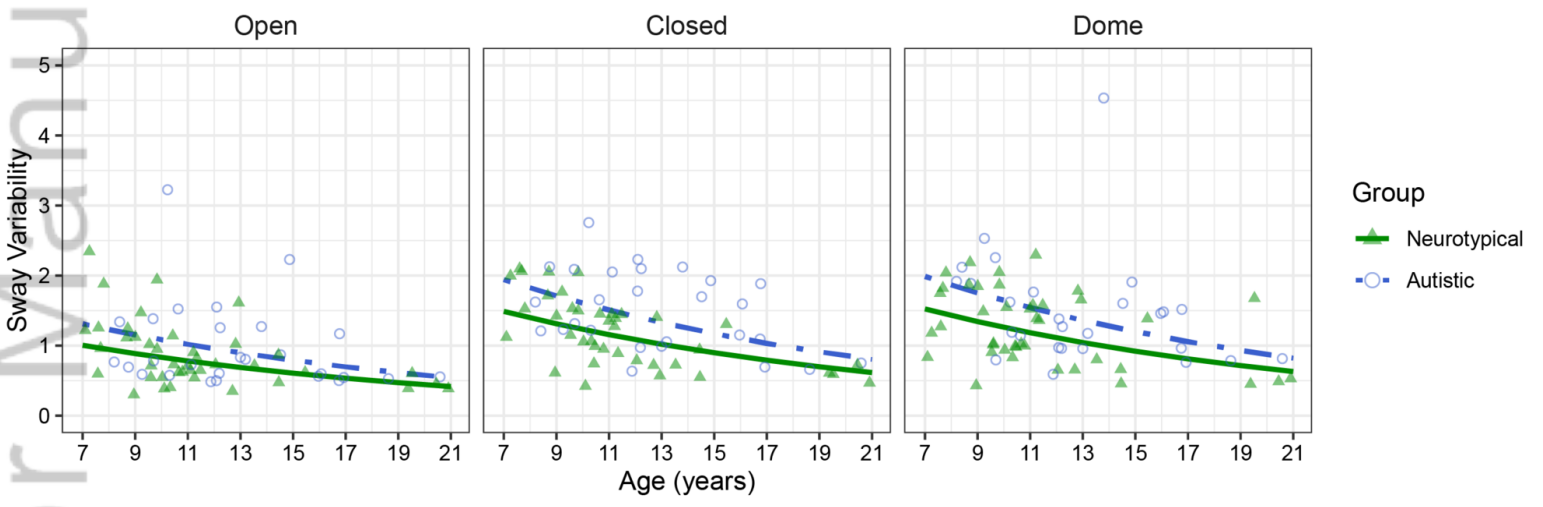 Open Closed Dome
Sway Variability
5
4
3
2
1
0
7 9 11 13 15 17 19 21 7 9 11 13 15 17 19 21 7 9 11 13 15 17 19 21
Age (years)
Group
Neurotypical
Autistic
r Manu